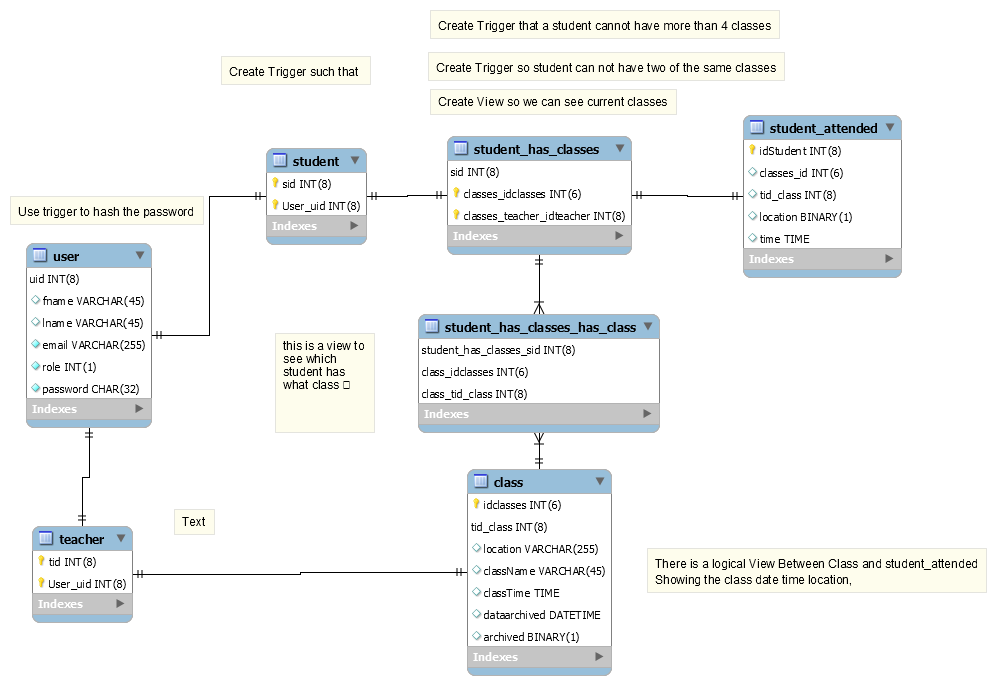 Create Trigger that a student cannot have more than 4 classes
Create Trigger such that
Create Trigger so student can not have two of the same classes
Create View so we can see current classes
student_attended
idStudent INT(8)
classes_id INT(6)
tid_class INT(8)
location BINARY(1)
time TIME
Indexes
student_has_classes
sid INT(8)
classes_idclasses INT(6)
classes_teacher_idteacher INT(8)
Indexes
student
sid INT(8)
User_uid INT(8)
Indexes
Use trigger to hash the password
user
uid INT(8)
fname VARCHAR(45)
lname VARCHAR(45)
email VARCHAR(255)
role INT(1)
password CHAR(32)
Indexes
this is a view to
see which
student has
what class
student_has_classes_has_class
student_has_classes_sid INT(8)
class_idclasses INT(6)
class_tid_class INT(8)
Indexes
class
idclasses INT(6)
tid_class INT(8)
location VARCHAR(255)
className VARCHAR(45)
classTime TIME
dataarchived DATETIME
archived BINARY(1)
Indexes
Text
teacher
tid INT(8)
User_uid INT(8)
Indexes
There is a logical View Between Class and student_attended
Showing the class date time location,